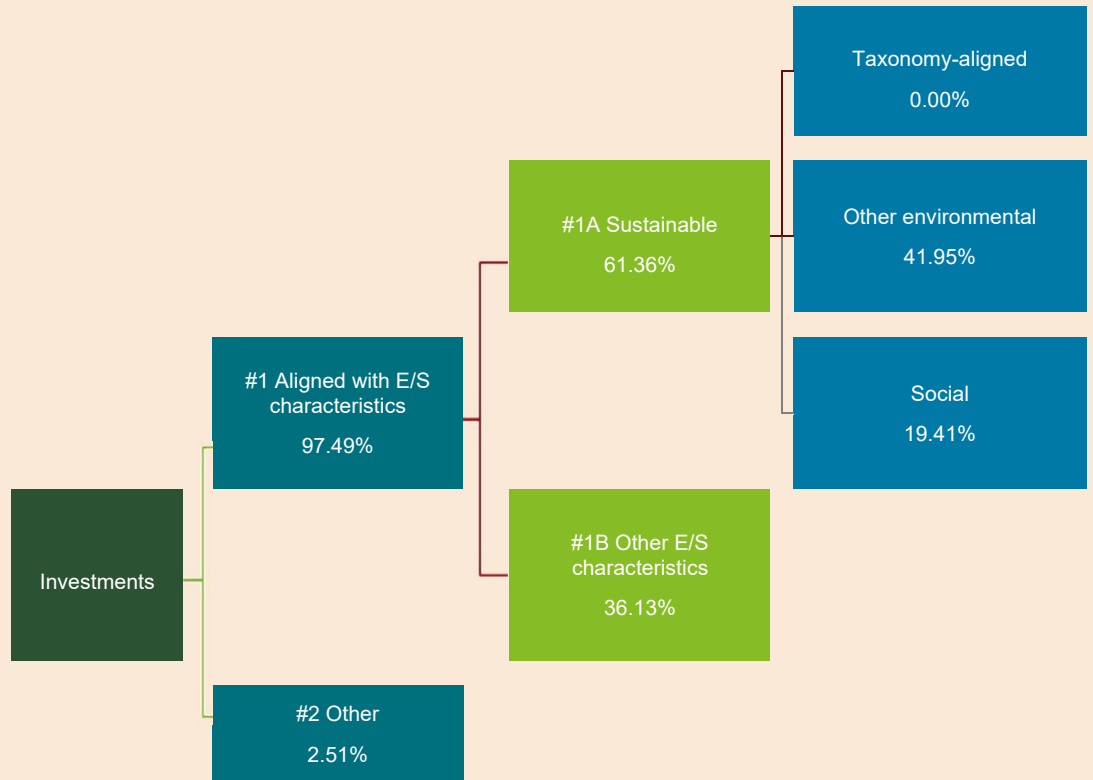 Taxonomy-aligned
0.00%
#1A Sustainable
61.36%
Other environmental
41.95%
#1 Aligned with E/S
characteristics
97.49%
Social
19.41%
Investments
#1B Other E/S
characteristics
36.13%
#2 Other
2.51%